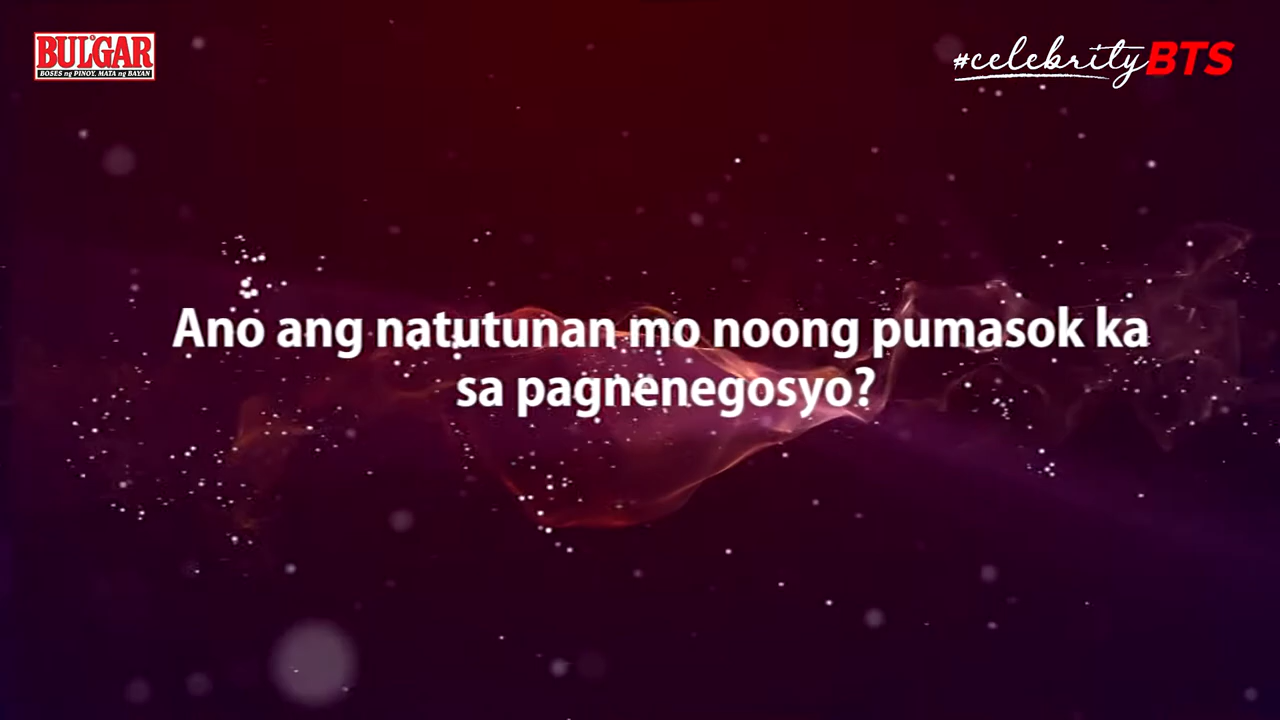 BULGAR
BOSES ng PINOY, MATA ng BAYAN
#celebrityBTS
Ano ang natutunan mo noong pumasok ka
sa pagnenegosyo?